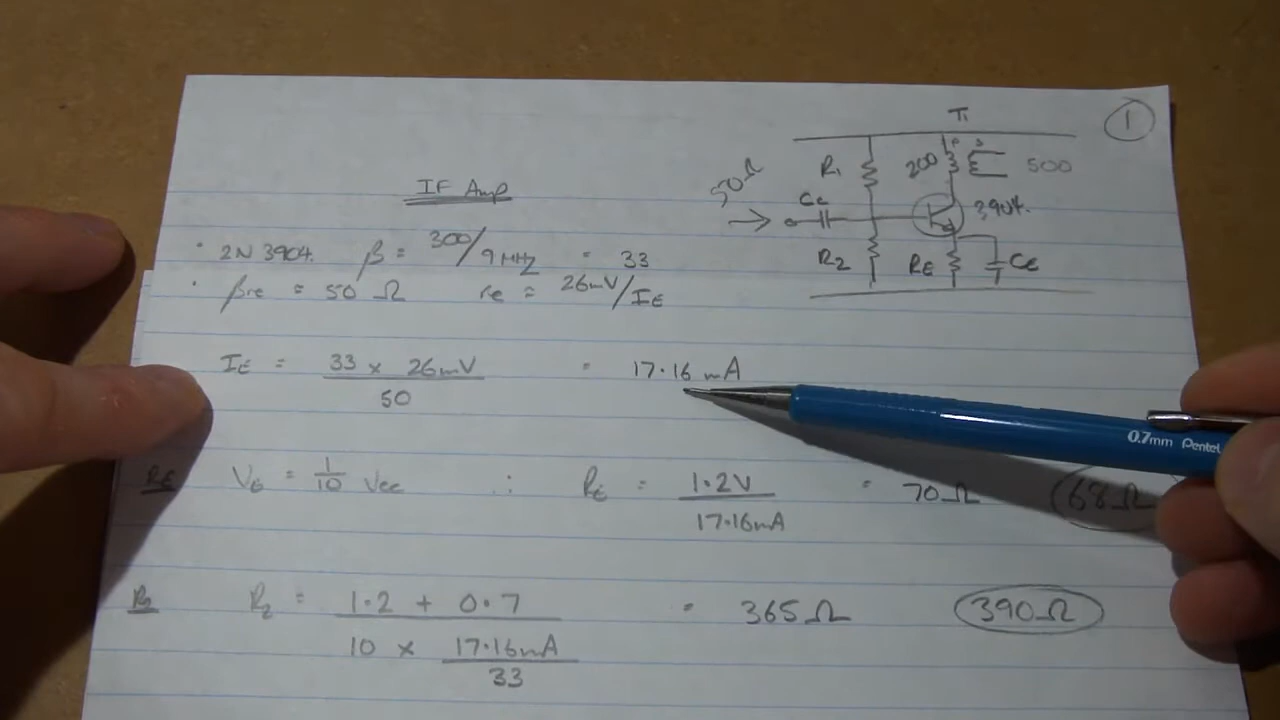 T1
1
R1
200
P S
500
50Ω
Cc
3904.
R2
RE
CE
IF Amp
· 2N 3904. β = 300/9MHz = 33
· βre = 50 Ω re = 26mV/IE
IE = 33 x 26mV / 50 = 17.16 mA
0.7mm Pentel
RE VE = 1/10 Vcc ∴ RE = 1.2V / 17.16mA = 70Ω 68Ω
R2 = 1.2 + 0.7 / 10 x 17.16mA / 33 = 365Ω 390Ω